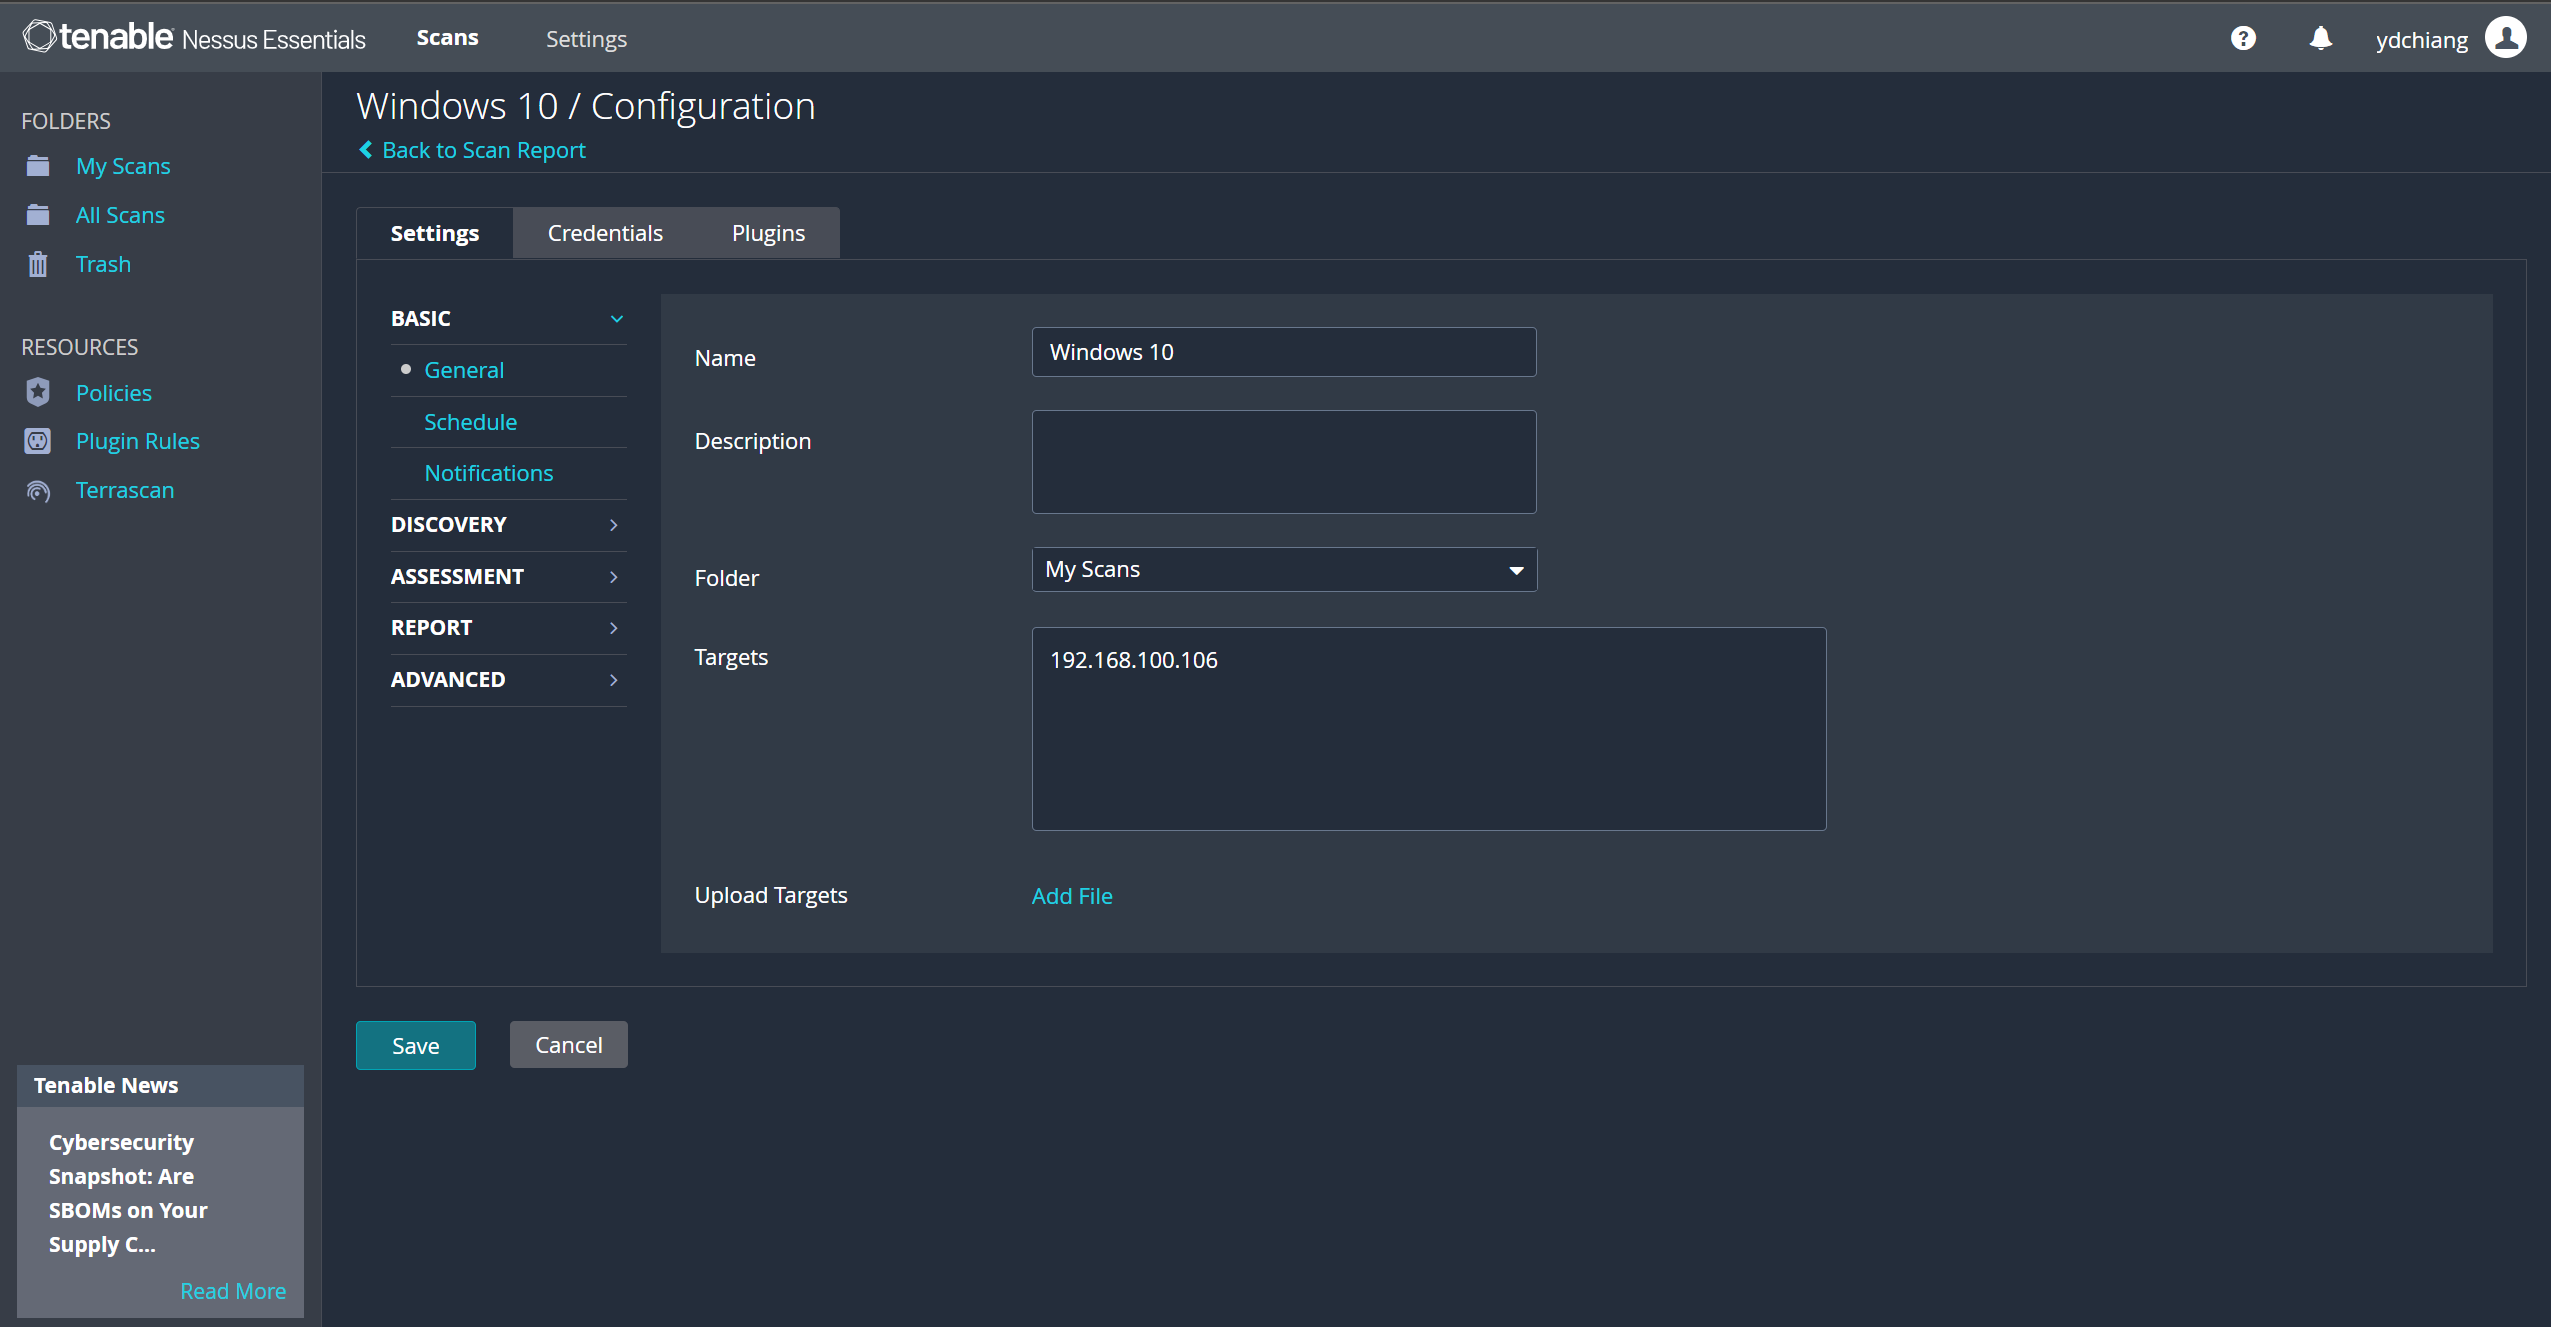 tenable Nessus Essentials Scans Settings ? ydchiang
FOLDERS
My Scans
All Scans
Trash
RESOURCES
Policies
Plugin Rules
Terrascan
Tenable News
Cybersecurity
Snapshot: Are
SBOMs on Your
Supply C...
Read More
Windows 10 / Configuration
Back to Scan Report
Settings Credentials Plugins
BASIC
General
Schedule
Notifications
DISCOVERY
ASSESSMENT
REPORT
ADVANCED
Name Windows 10
Description
Folder My Scans
Targets 192.168.100.106
Upload Targets Add File
Save Cancel